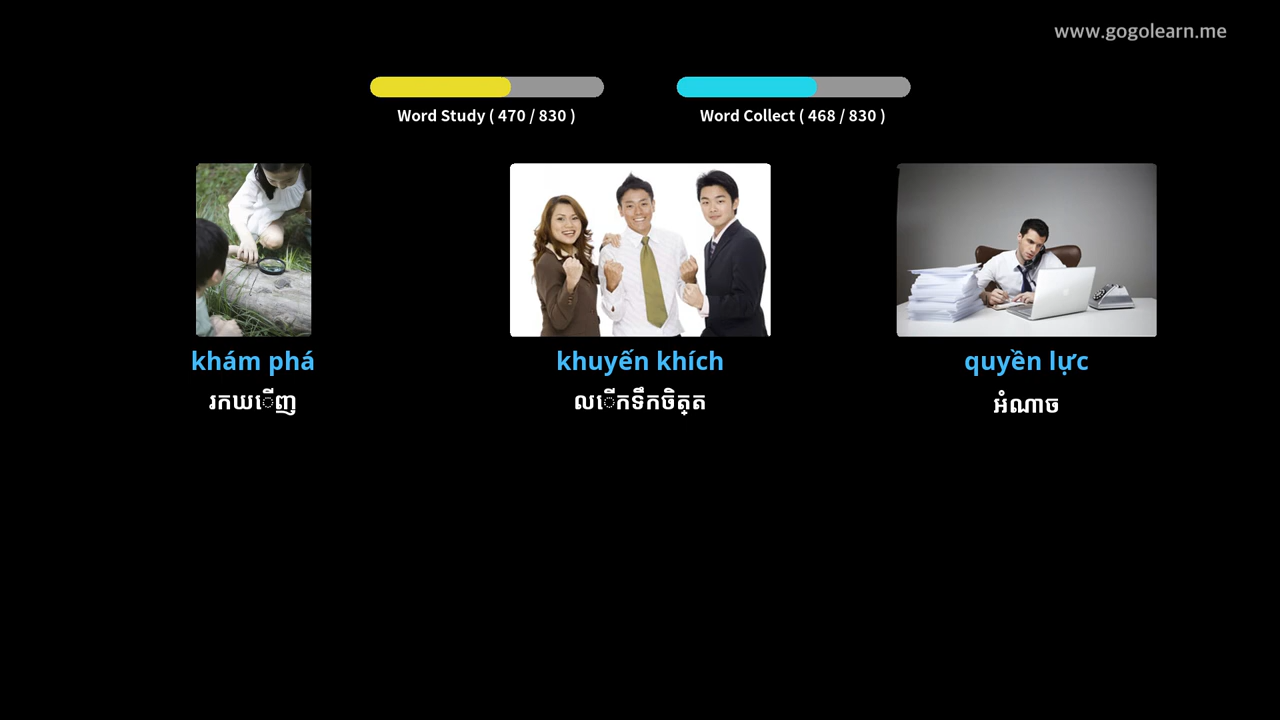 www.gogolearn.me
Word Study ( 470 / 830 )
Word Collect ( 468 / 830 )
khám phá
រកឃើញ
khuyến khích
លើកទឹកចិត្ត
quyền lực
អំណាច